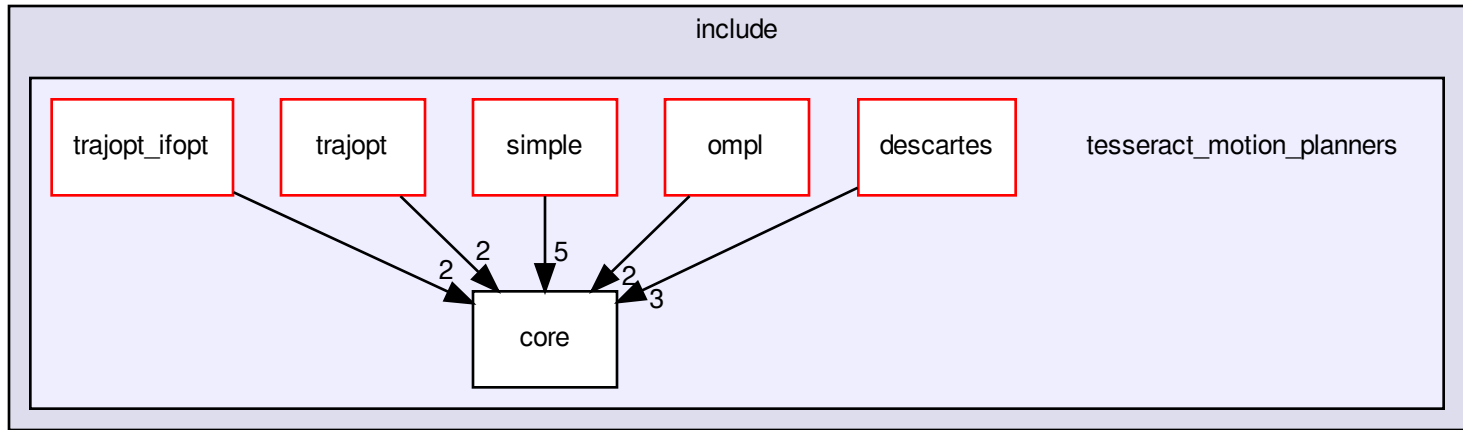 include
trajopt_ifopt
trajopt
simple
ompl
descartes
tesseract_motion_planners
2
2
5
2
3
core